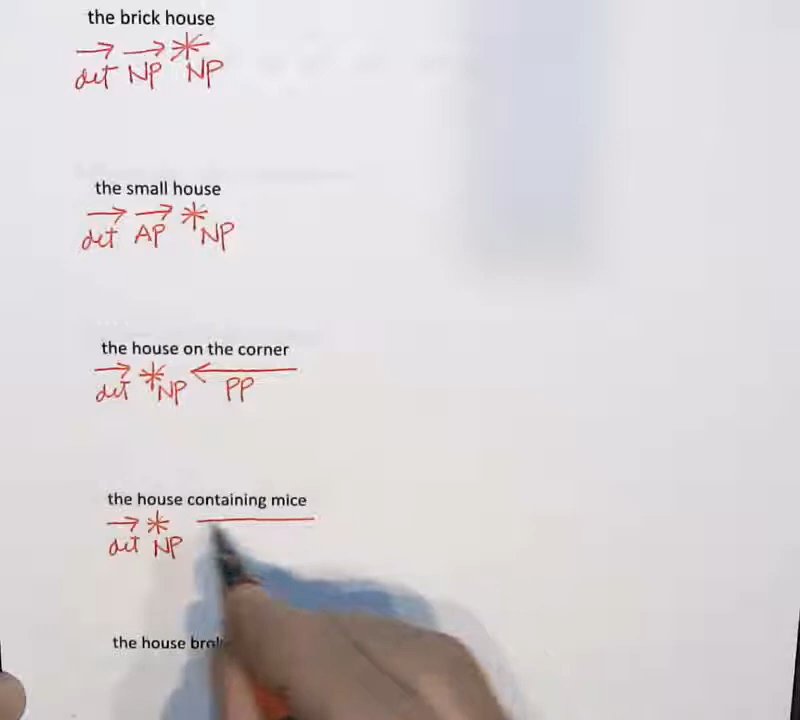 the brick house
det NP NP
the small house
det AP NP
the house on the corner
det NP PP
the house containing mice
det NP
the house